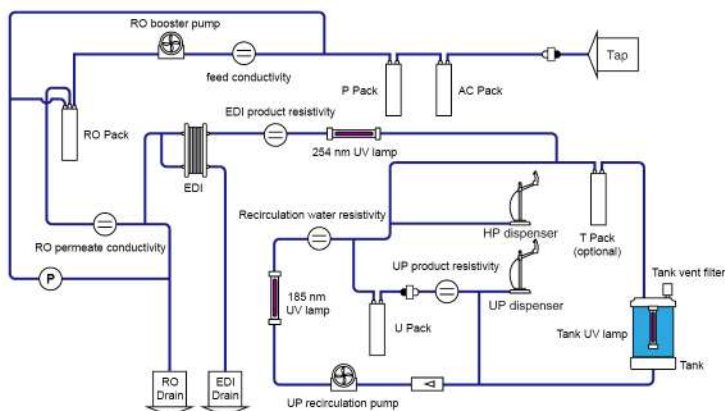 RO booster pump
feed conductivity
P Pack
AC Pack
Tap
RO Pack
EDI product resistivity
254 nm UV lamp
EDI
Recirculation water resistivity
HP dispenser
T Pack
(optional)
RO permeate conductivity
UP product resistivity
Tank vent filter
P
185 nm
UV lamp
U Pack
UP dispenser
Tank UV lamp
Tank
RO
Drain
EDI
Drain
UP recirculation pump